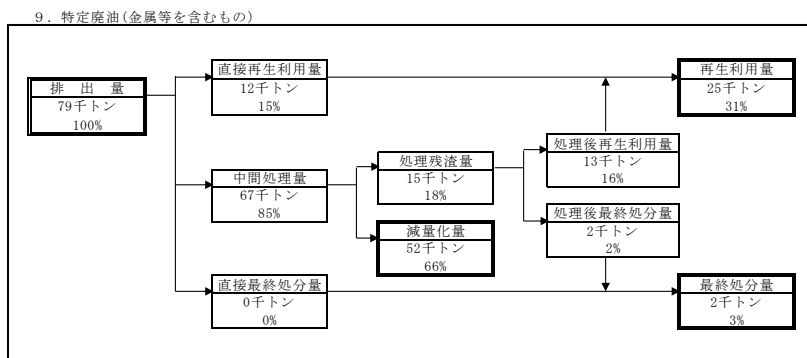 9．特定廃油(金属等を含むもの)
直接再生利用量
12千トン
15%
再生利用量
25千トン
31%
排　出　量
79千トン
100%
処理残渣量
15千トン
18%
処理後再生利用量
13千トン
16%
中間処理量
67千トン
85%
減量化量
52千トン
66%
処理後最終処分量
2千トン
2%
直接最終処分量
0千トン
0%
最終処分量
2千トン
3%